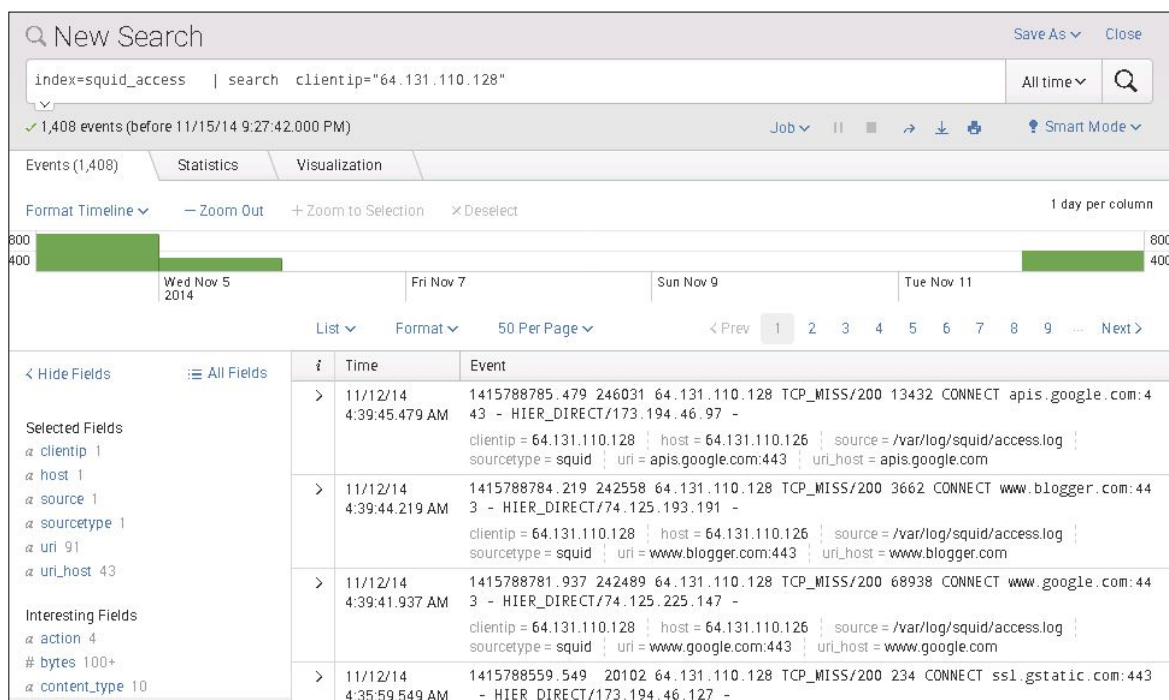 New Search
Save As
Close
index=squid_access | search clientip="64.131.110.128"
All time
1,408 events (before 11/15/14 9:27:42.000 PM)
Job
Smart Mode
Events (1,408)
Statistics
Visualization
Format Timeline
— Zoom Out
+ Zoom to Selection
× Deselect
1 day per column
800
800
400
400
Wed Nov 5
2014
Fri Nov 7
Sun Nov 9
Tue Nov 11
List
Format
50 Per Page
< Prev 1 2 3 4 5 6 7 8 9 ... Next >
< Hide Fields
All Fields
Selected Fields
a clientip 1
a host 1
a source 1
a sourcetype 1
a uri 91
a uri_host 43
Interesting Fields
a action 4
# bytes 100+
a content_type 10
i Time Event
> 11/12/14
4:39:45.479 AM
1415788785.479 246031 64.131.110.128 TCP_MISS/200 13432 CONNECT apis.google.com:4
43 - HIER_DIRECT/173.194.46.97 -
clientip = 64.131.110.128 host = 64.131.110.126 source = /var/log/squid/access.log
sourcetype = squid uri = apis.google.com:443 uri_host = apis.google.com
> 11/12/14
4:39:44.219 AM
1415788784.219 242558 64.131.110.128 TCP_MISS/200 3662 CONNECT www.blogger.com:44
3 - HIER_DIRECT/74.125.193.191 -
clientip = 64.131.110.128 host = 64.131.110.126 source = /var/log/squid/access.log
sourcetype = squid uri = www.blogger.com:443 uri_host = www.blogger.com
> 11/12/14
4:39:41.937 AM
1415788781.937 242489 64.131.110.128 TCP_MISS/200 68938 CONNECT www.google.com:44
3 - HIER_DIRECT/74.125.225.147 -
clientip = 64.131.110.128 host = 64.131.110.126 source = /var/log/squid/access.log
sourcetype = squid uri = www.google.com:443 uri_host = www.google.com
> 11/12/14
4:35:59.549 AM
1415788559.549 20102 64.131.110.128 TCP_MISS/200 234 CONNECT ssl.gstatic.com:443
- HIER_DIRECT/173.194.46.127 -